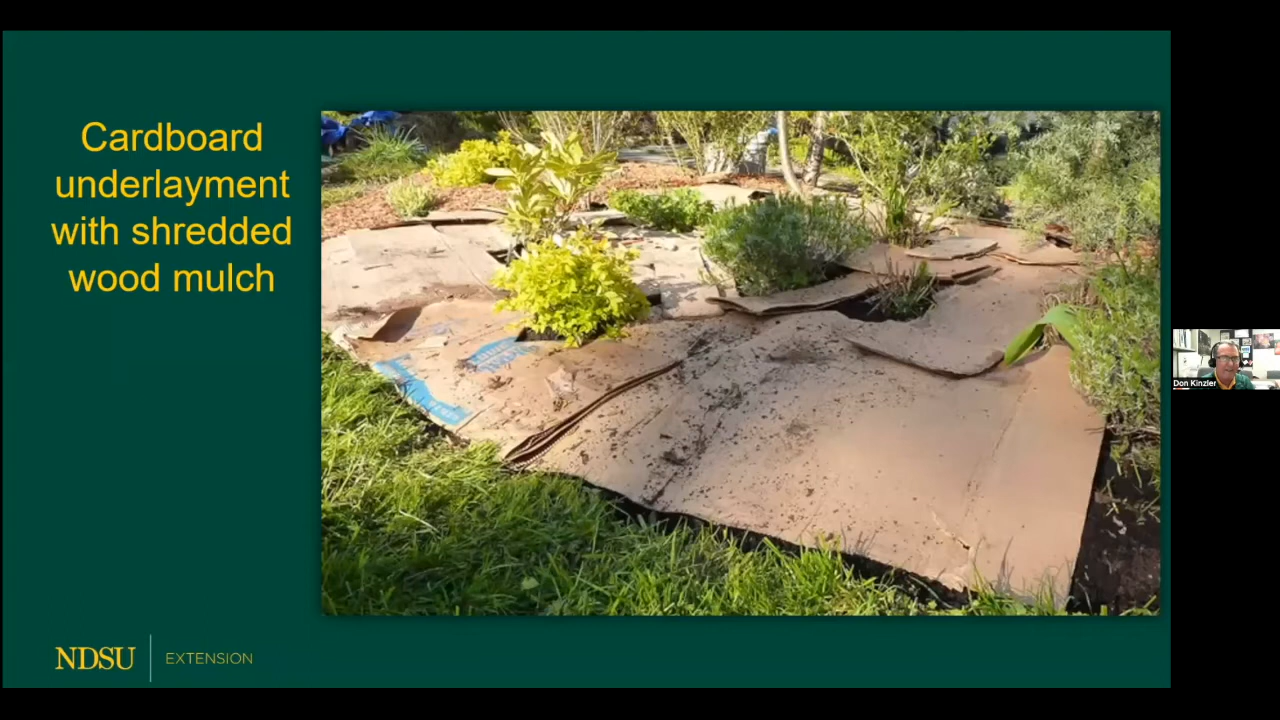 Cardboard
underlayment
with shredded
wood mulch
NDSU
EXTENSION
Don Kinzler